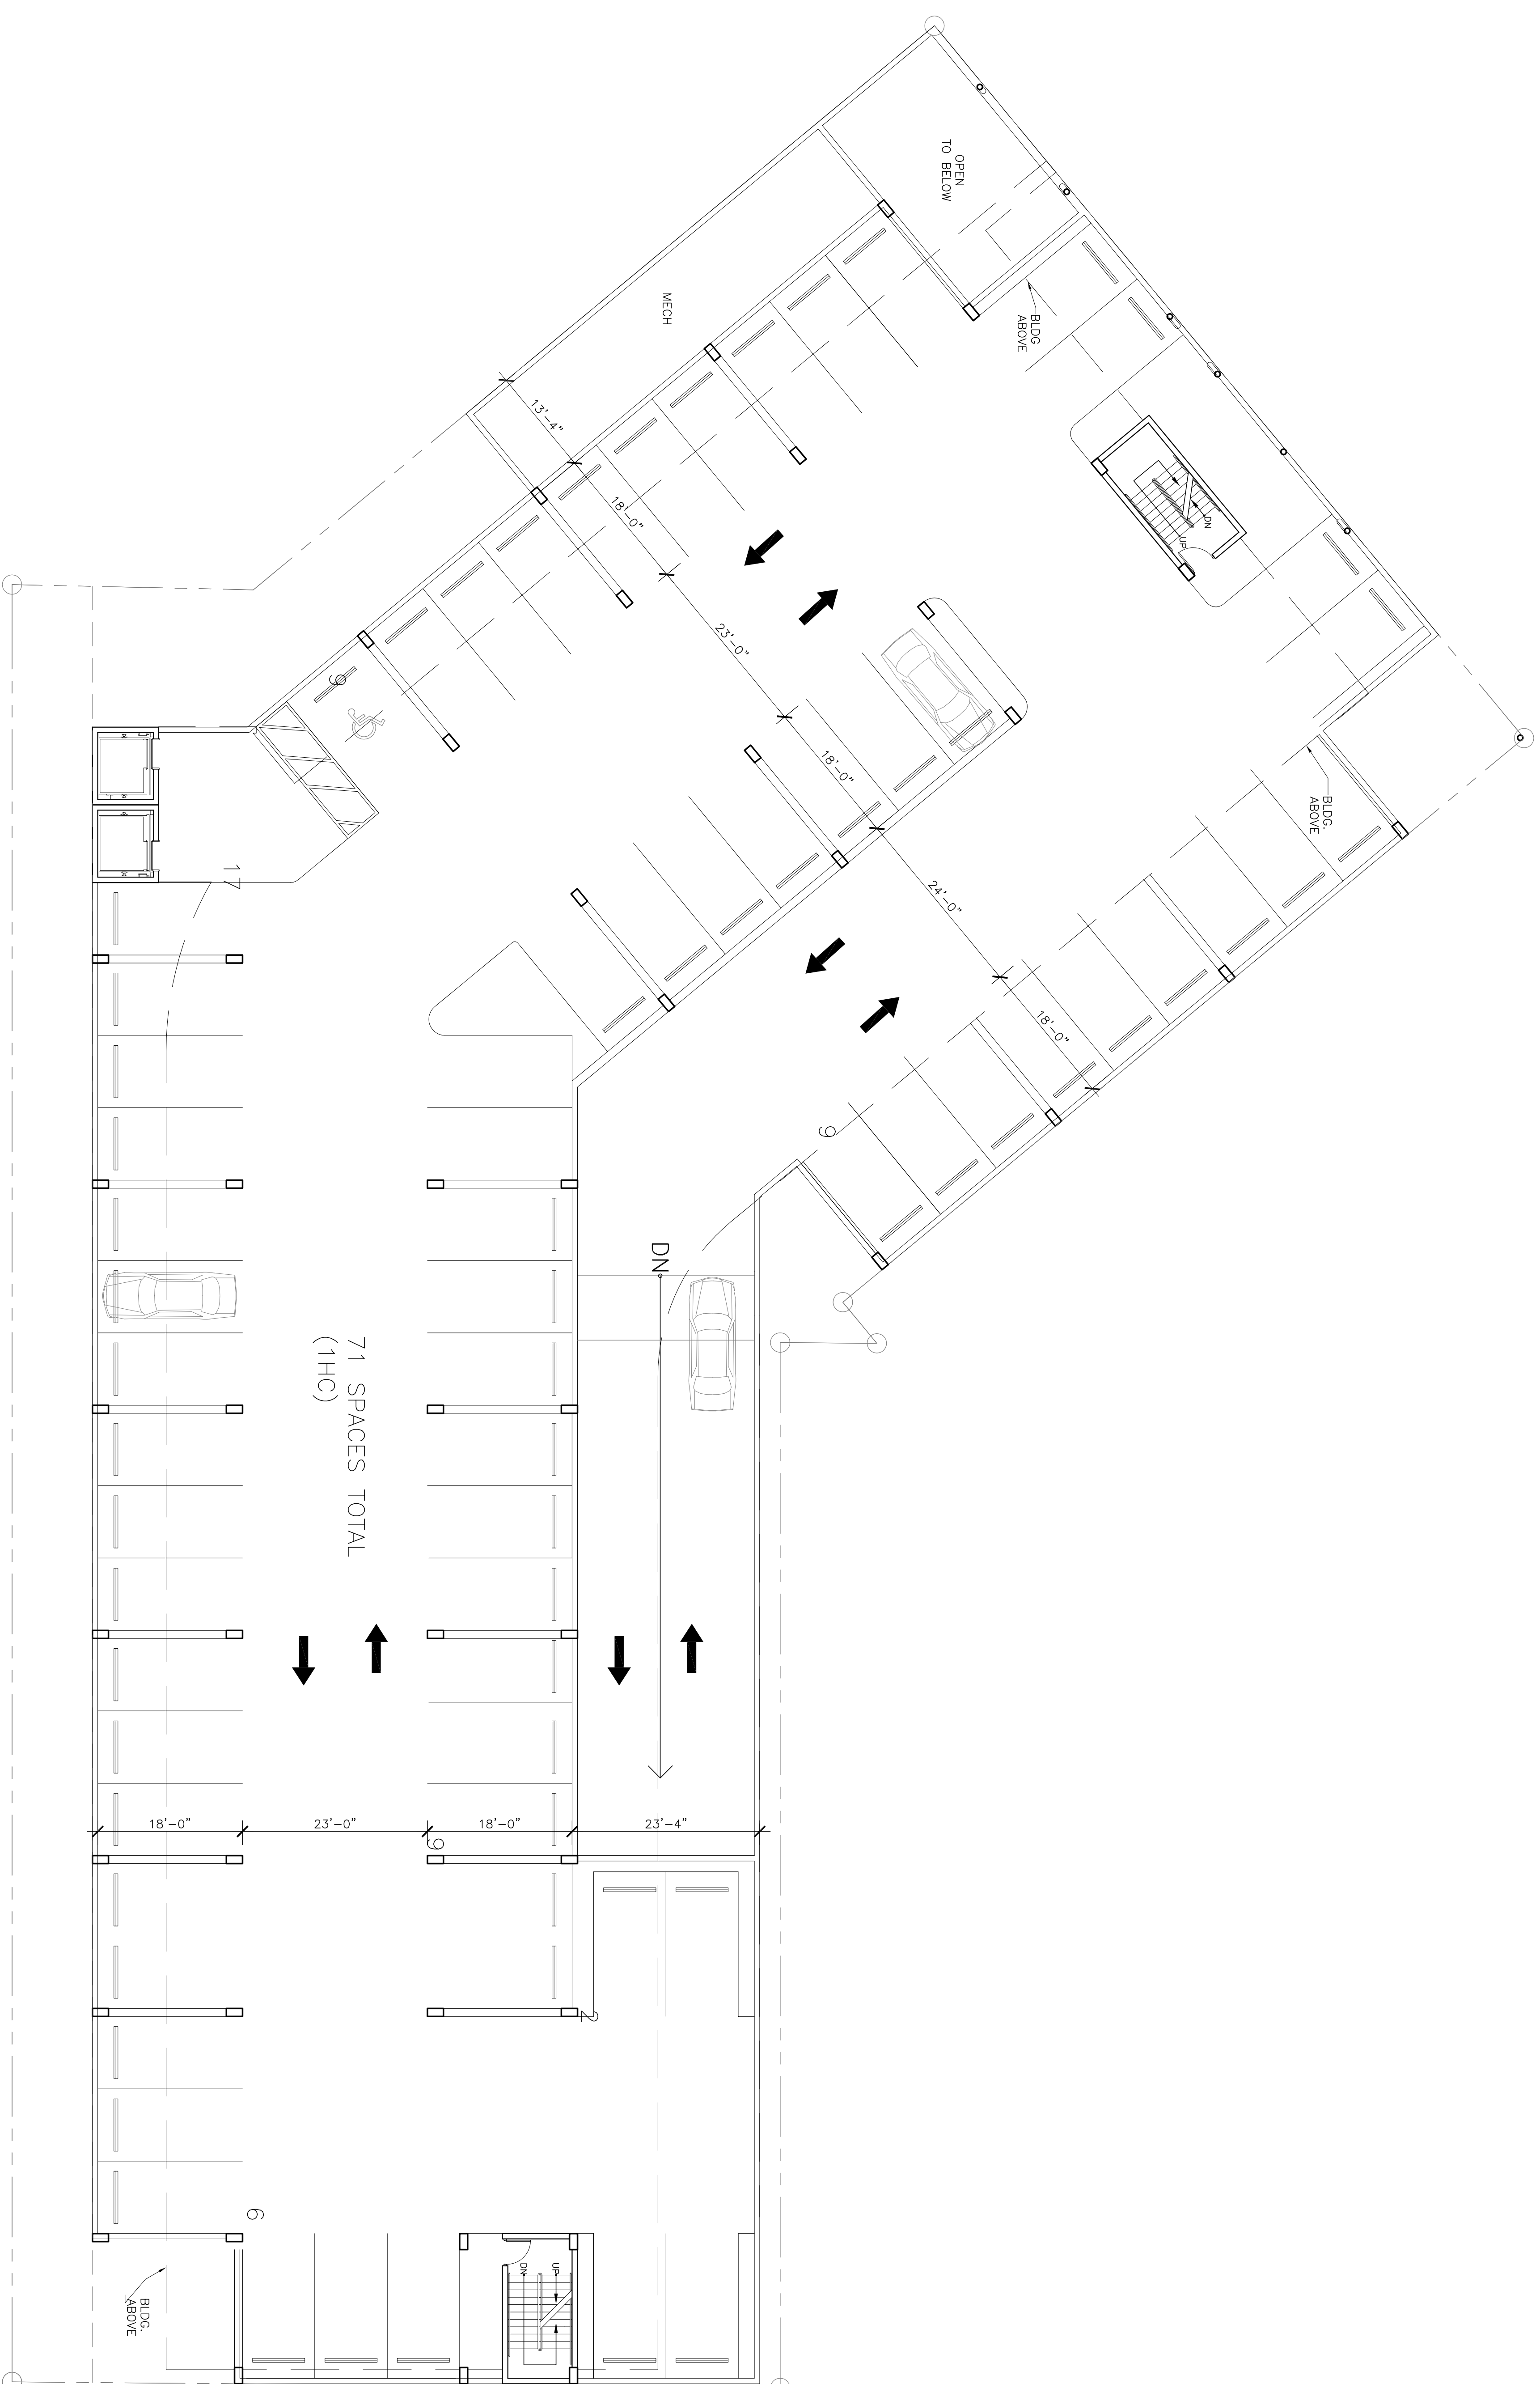 OPEN
TO BELOW
MECH
BLDG
ABOVE
13'-4"
18'-0"
23'-0"
18'-0"
24'-0"
18'-0"
DN
UP
BLDG.
ABOVE
9
17
9
DN
71 SPACES TOTAL
(1HC)
18'-0"
23'-0"
18'-0"
23'-4"
9
2
6
DN
UP
BLDG.
ABOVE